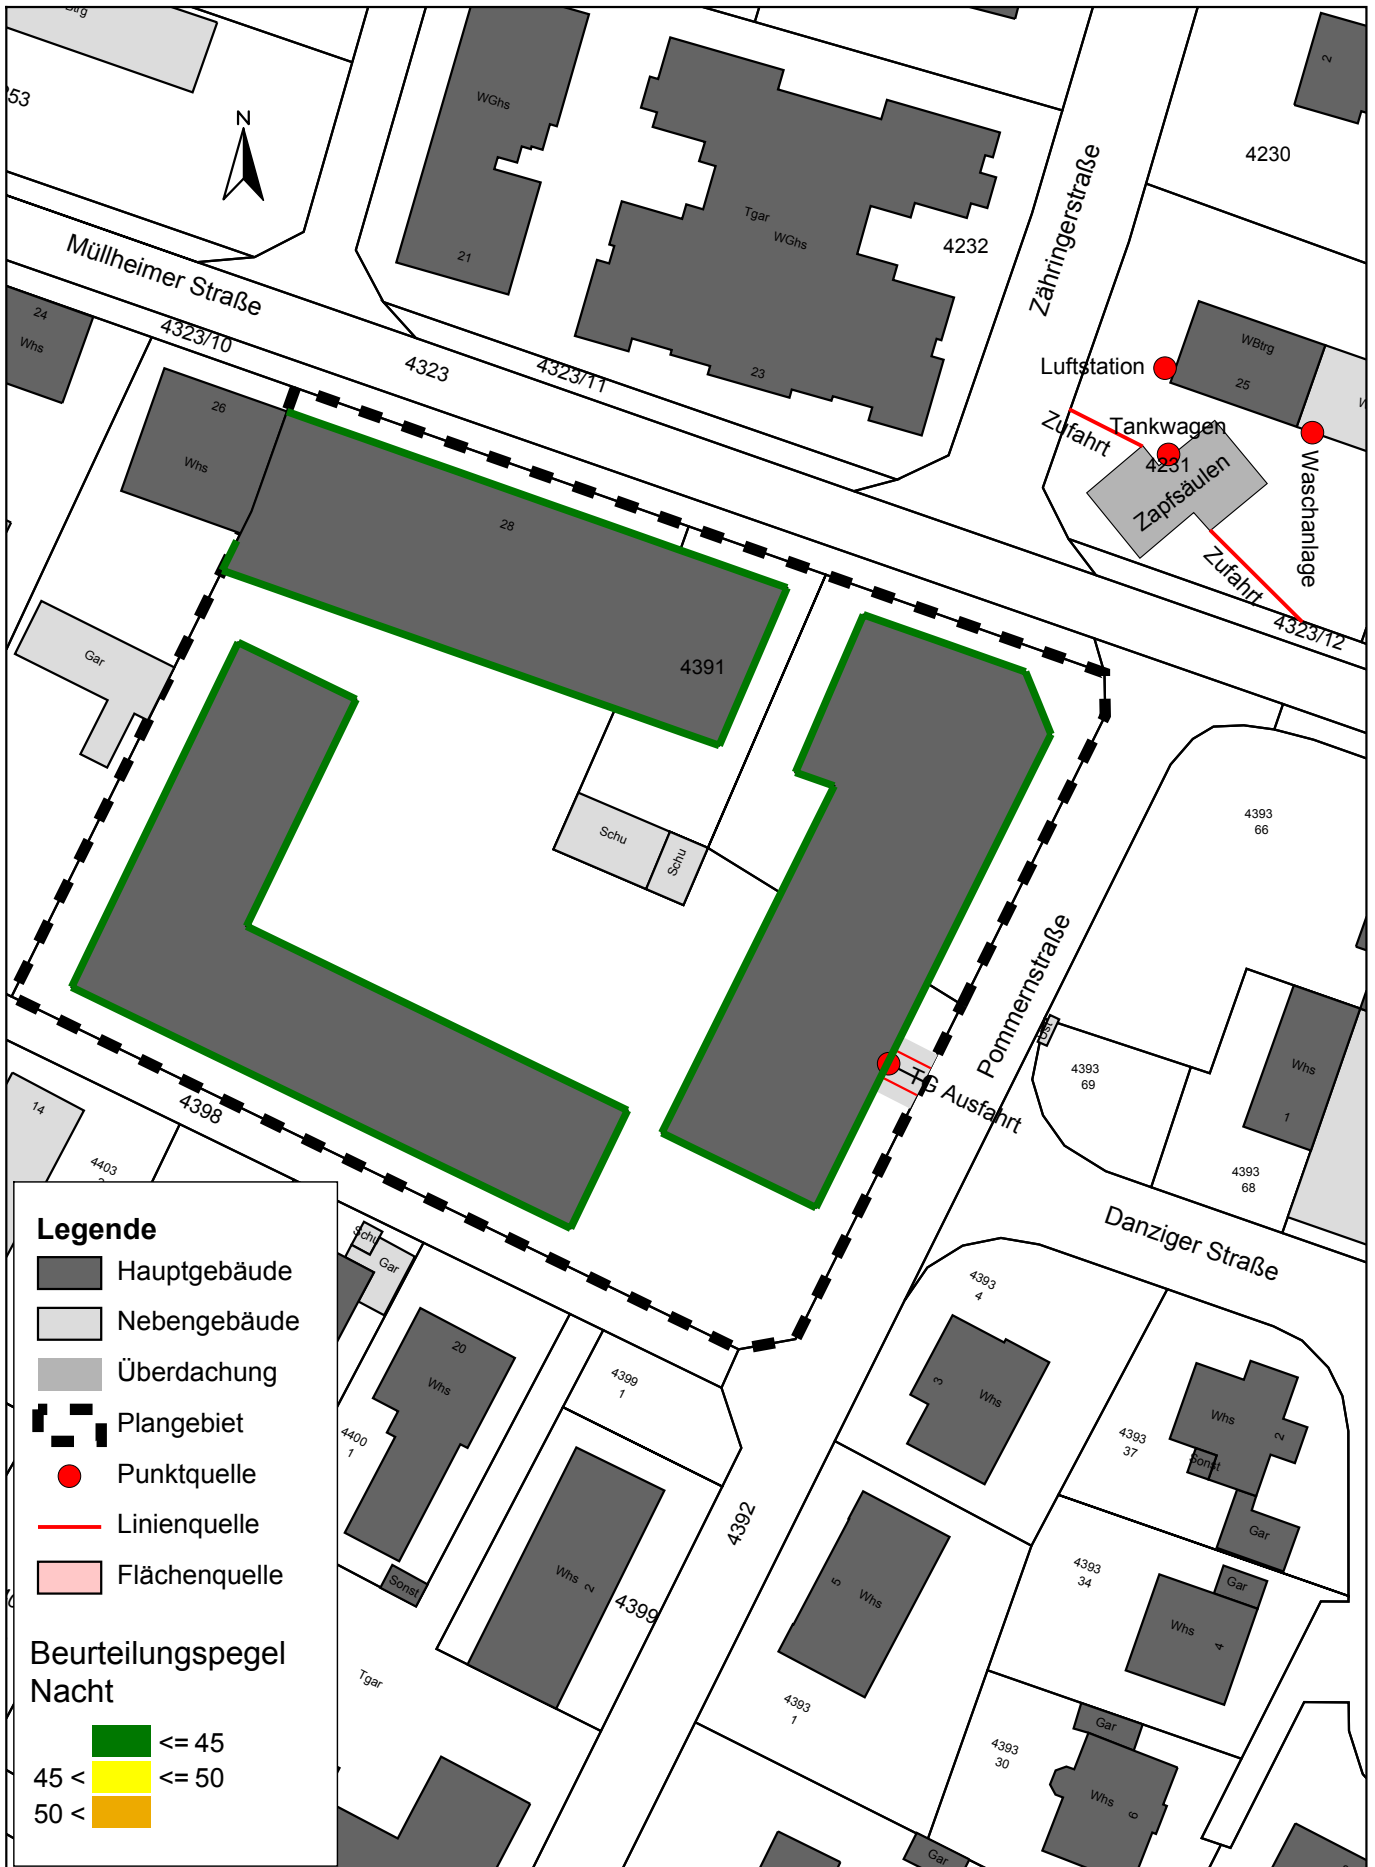 Btrg
253
N
WGhs
21
Tgar
WGhs
4232
23
2
4230
Zähringerstraße
Müllheimer Straße
24
Whs
4323/10
4323
4323/11
WBtrg
25
Luftstation
Zufahrt
Tankwagen
4231
Zapfsäulen
Waschanlage
Zufahrt
4323/12
26
Whs
28
4391
Gar
Schu
Schu
4393
66
Pommernstraße
TG Ausfahrt
4393
69
Whs
1
4393
68
Danziger Straße
4398
14
4403
Schu
Gar
20
Whs
4400
1
Sonst
4399
1
Whs 2
4399
4392
Tgar
4393
4
3
Whs
4393
37
Whs
2
Sonst
Gar
5
Whs
4393
34
Gar
Whs
4
4393
1
4393
30
Gar
Whs
6
Gar
Legende
Hauptgebäude
Nebengebäude
Überdachung
Plangebiet
Punktquelle
Linienquelle
Flächenquelle
Beurteilungspegel
Nacht
<= 45
45 < <= 50
50 <